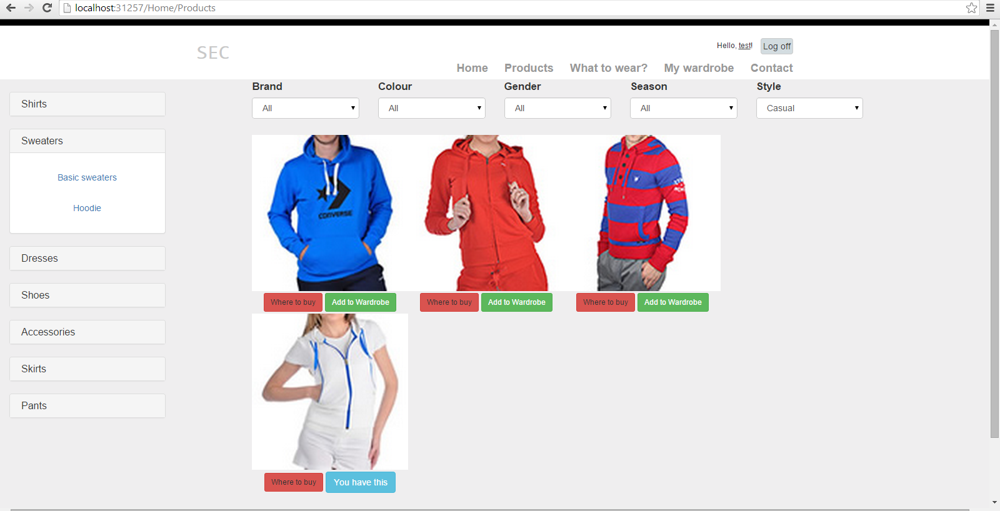 localhost:31257/Home/Products
SEC
Hello, test! Log off
Home Products What to wear? My wardrobe Contact
Brand Colour Gender Season Style
All All All All Casual
Shirts
Sweaters
Basic sweaters
Hoodie
Dresses
Shoes
Accessories
Skirts
Pants
CONVERSE
Where to buy Add to Wardrobe Where to buy Add to Wardrobe Where to buy Add to Wardrobe
Where to buy You have this